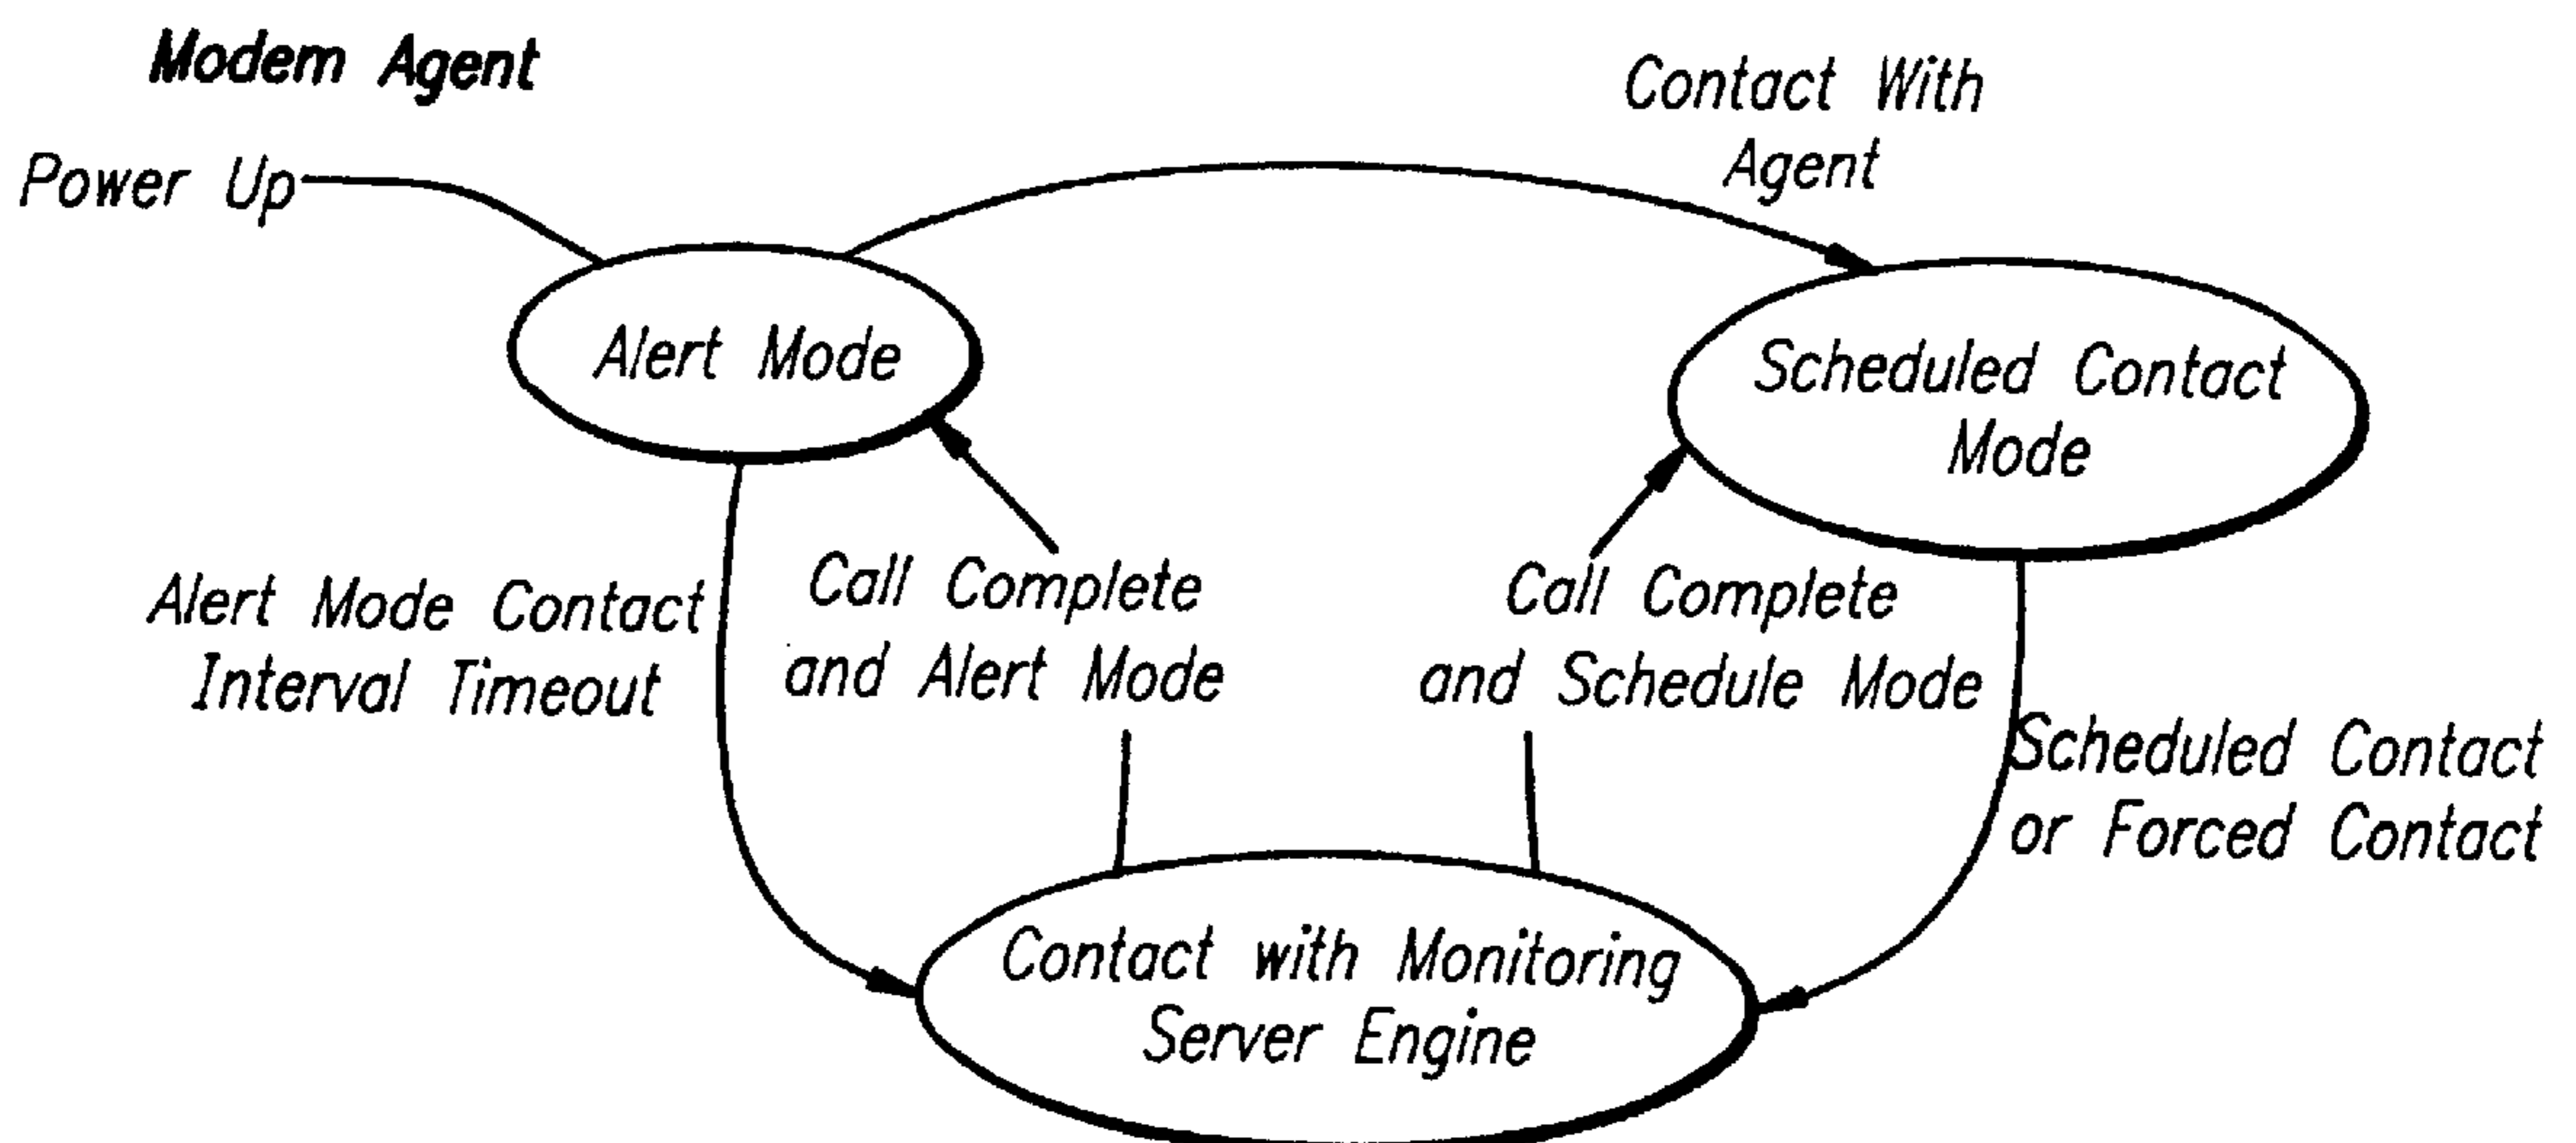 Modem Agent
Power Up
Contact With
Agent
Alert Mode
Scheduled Contact
Mode
Alert Mode Contact
Interval Timeout
Call Complete
and Alert Mode
Call Complete
and Schedule Mode
Scheduled Contact
or Forced Contact
Contact with Monitoring
Server Engine